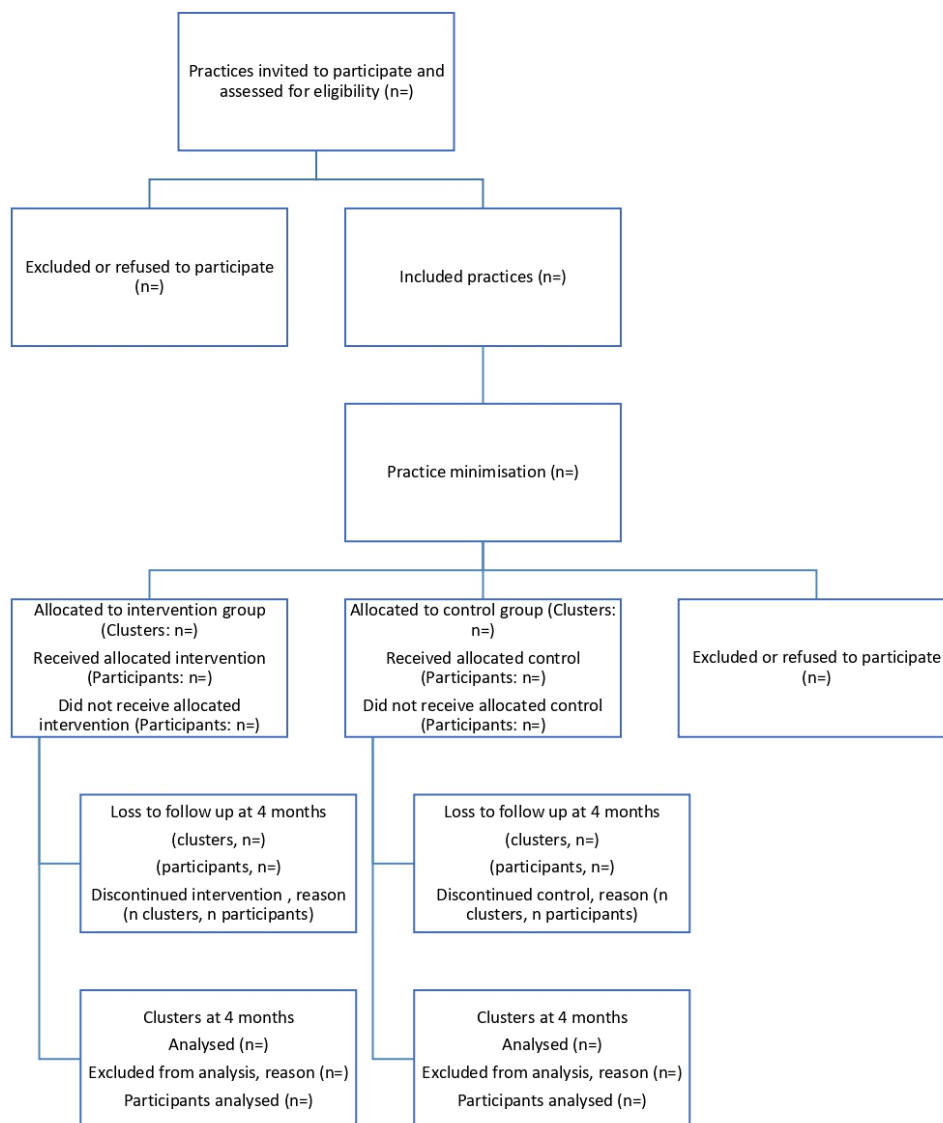 Practices invited to participate and
assessed for eligibility (n=)
Excluded or refused to participate
(n=)
Included practices (n=)
Practice minimisation (n=)
Allocated to intervention group
(Clusters: n=)
Received allocated intervention
(Participants: n=)
Did not receive allocated
intervention (Participants: n=)
Allocated to control group (Clusters:
n=)
Received allocated control
(Participants: n=)
Did not receive allocated control
(Participants: n=)
Excluded or refused to participate
(n=)
Loss to follow up at 4 months
(clusters, n=)
(participants, n=)
Discontinued intervention , reason
(n clusters, n participants)
Loss to follow up at 4 months
(clusters, n=)
(participants, n=)
Discontinued control, reason (n
clusters, n participants)
Clusters at 4 months
Analysed (n=)
Excluded from analysis, reason (n=)
Participants analysed (n=)
Clusters at 4 months
Analysed (n=)
Excluded from analysis, reason (n=)
Participants analysed (n=)